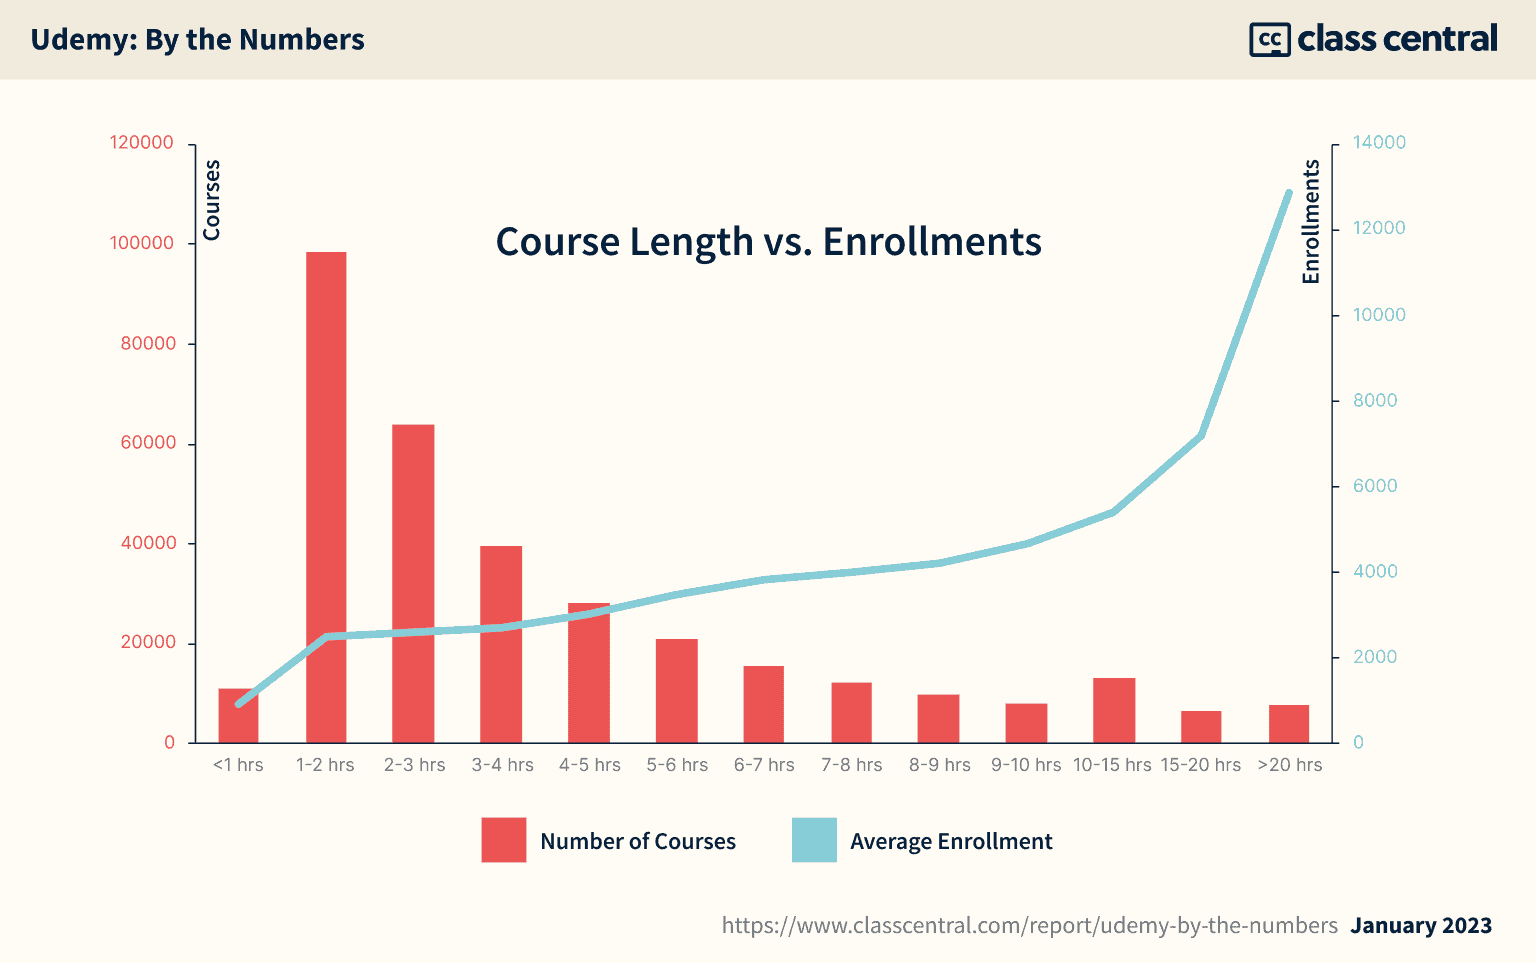 Udemy: By the Numbers
cc class central
Course Length vs. Enrollments
Courses
120000
100000
80000
60000
40000
20000
0
Enrollments
14000
12000
10000
8000
6000
4000
2000
0
<1 hrs 1-2 hrs 2-3 hrs 3-4 hrs 4-5 hrs 5-6 hrs 6-7 hrs 7-8 hrs 8-9 hrs 9-10 hrs 10-15 hrs 15-20 hrs >20 hrs
Number of Courses Average Enrollment
https://www.classcentral.com/report/udemy-by-the-numbers January 2023